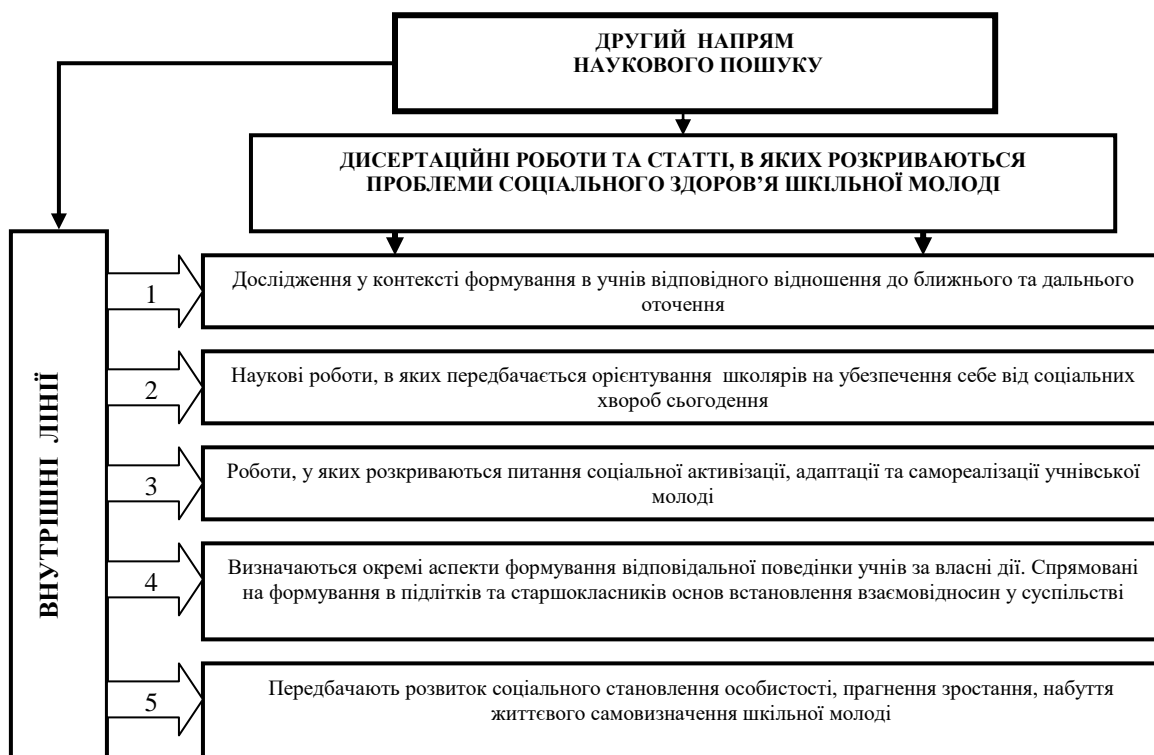 ДРУГИЙ НАПРЯМ
НАУКОВОГО ПОШУКУ
ДИСЕРТАЦІЙНІ РОБОТИ ТА СТАТТІ, В ЯКИХ РОЗКРИВАЮТЬСЯ
ПРОБЛЕМИ СОЦІАЛЬНОГО ЗДОРОВ’Я ШКІЛЬНОЇ МОЛОДІ
ВНУТРІШНІ ЛІНІЇ
1
Дослідження у контексті формування в учнів відповідного відношення до ближнього та дальнього
оточення
2
Наукові роботи, в яких передбачається орієнтування школярів на убезпечення себе від соціальних
хвороб сьогодення
3
Роботи, у яких розкриваються питання соціальної активізації, адаптації та самореалізації учнівської
молоді
4
Визначаються окремі аспекти формування відповідальної поведінки учнів за власні дії. Спрямовані
на формування в підлітків та старшокласників основ встановлення взаємовідносин у суспільстві
5
Передбачають розвиток соціального становлення особистості, прагнення зростання, набуття
життєвого самовизначення шкільної молоді